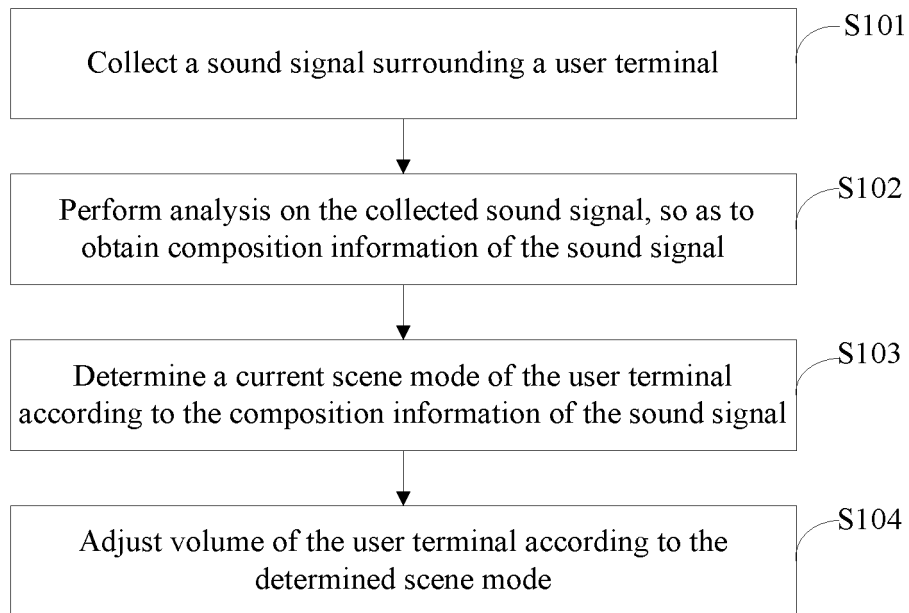 S101
Collect a sound signal surrounding a user terminal
S102
Perform analysis on the collected sound signal, so as to
obtain composition information of the sound signal
S103
Determine a current scene mode of the user terminal
according to the composition information of the sound signal
S104
Adjust volume of the user terminal according to the
determined scene mode